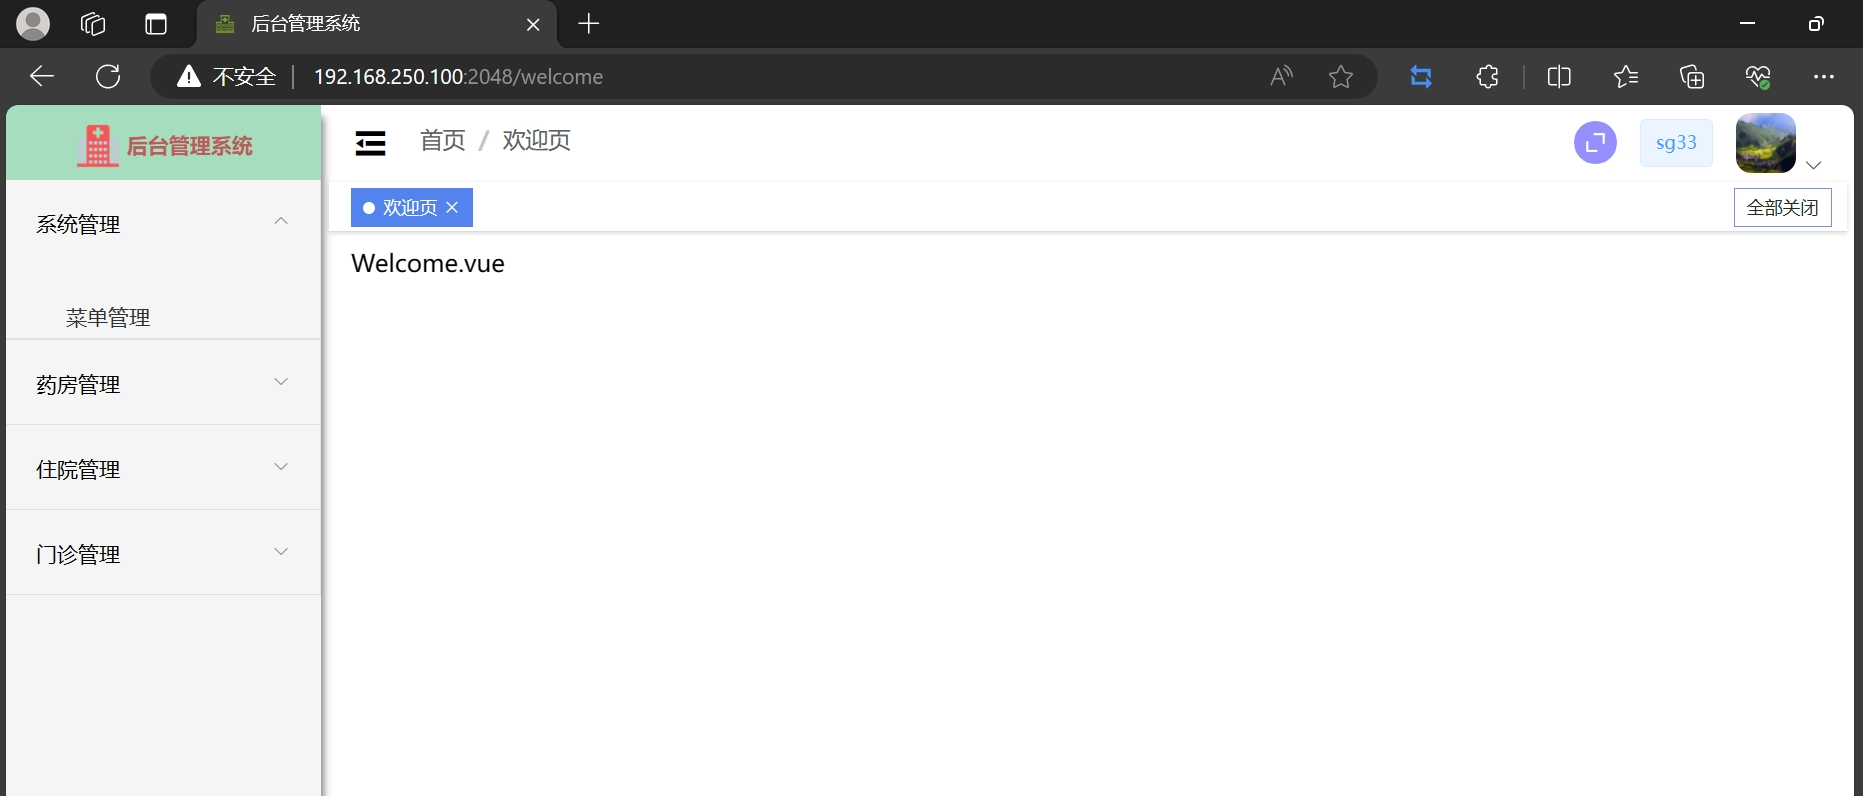 后台管理系统
不安全 192.168.250.100:2048/welcome
后台管理系统
首页 / 欢迎页
sg33
欢迎页
全部关闭
系统管理
菜单管理
药房管理
住院管理
门诊管理
Welcome.vue